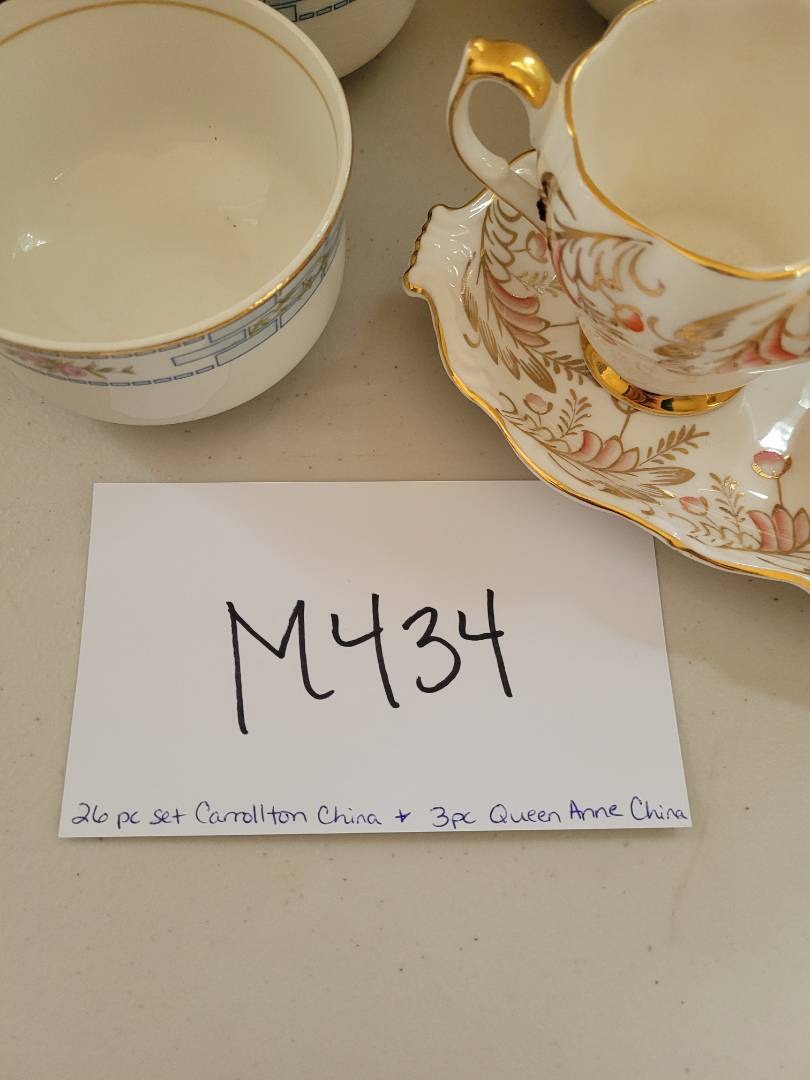 M434
26 pc set Carrollton China + 3pc Queen Anne China